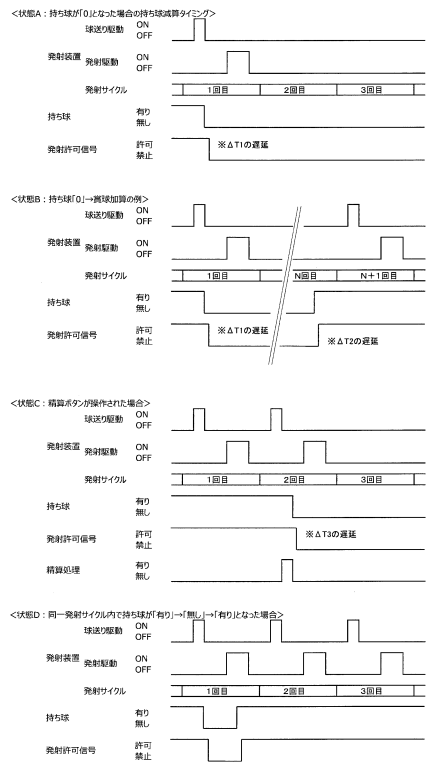 <状態A：持ち球が「0」となった場合の持ち球減算タイミング>
球送り駆動 ON
OFF
発射装置 発射駆動 ON
OFF
発射サイクル 1回目 2回目 3回目
持ち球 有り
無し
発射許可信号 許可
禁止
※ΔT1の遅延
<状態B：持ち球「0」→賞球加算の例>
球送り駆動 ON
OFF
発射装置 発射駆動 ON
OFF
発射サイクル 1回目 N回目 N＋1回目
持ち球 有り
無し
発射許可信号 許可
禁止
※ΔT1の遅延
※ΔT2の遅延
<状態C：精算ボタンが操作された場合>
球送り駆動 ON
OFF
発射装置 発射駆動 ON
OFF
発射サイクル 1回目 2回目 3回目
持ち球 有り
無し
発射許可信号 許可
禁止
※ΔT3の遅延
精算処理 有り
無し
<状態D：同一発射サイクル内で持ち球が「有り」→「無し」→「有り」となった場合>
球送り駆動 ON
OFF
発射装置 発射駆動 ON
OFF
発射サイクル 1回目 2回目 3回目
持ち球 有り
無し
発射許可信号 許可
禁止